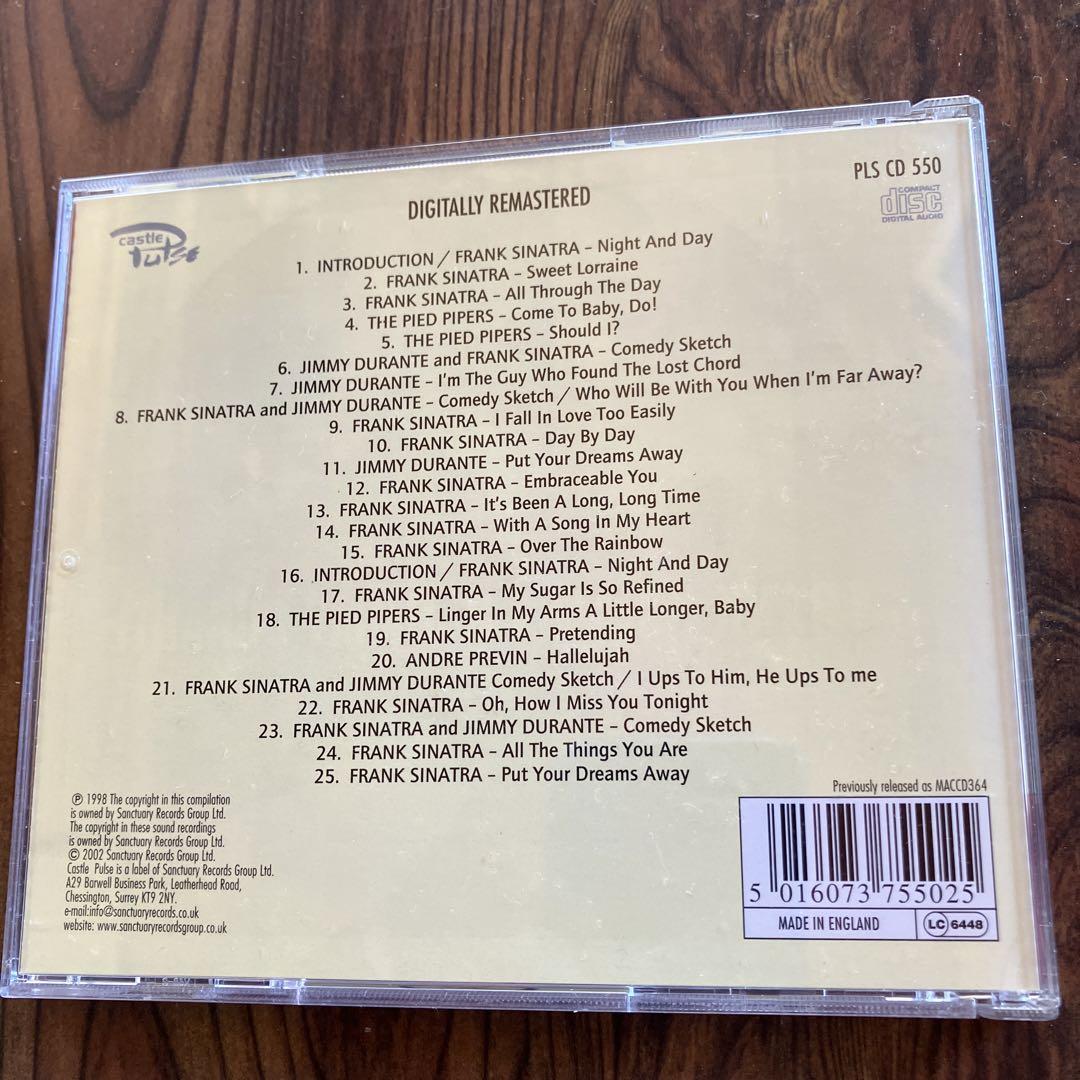 PLS CD 550
COMPACT
disc
DIGITAL AUDIO
DIGITALLY REMASTERED
castle
Pulse
1. INTRODUCTION / FRANK SINATRA – Night And Day
2. FRANK SINATRA – Sweet Lorraine
3. FRANK SINATRA – All Through The Day
4. THE PIED PIPERS – Come To Baby, Do!
5. THE PIED PIPERS – Should I?
6. JIMMY DURANTE and FRANK SINATRA – Comedy Sketch
7. JIMMY DURANTE – I'm The Guy Who Found The Lost Chord
8. FRANK SINATRA and JIMMY DURANTE – Comedy Sketch / Who Will Be With You When I'm Far Away?
9. FRANK SINATRA – I Fall In Love Too Easily
10. FRANK SINATRA – Day By Day
11. JIMMY DURANTE – Put Your Dreams Away
12. FRANK SINATRA – Embraceable You
13. FRANK SINATRA – It's Been A Long, Long Time
14. FRANK SINATRA – With A Song In My Heart
15. FRANK SINATRA – Over The Rainbow
16. INTRODUCTION / FRANK SINATRA – Night And Day
17. FRANK SINATRA – My Sugar Is So Refined
18. THE PIED PIPERS – Linger In My Arms A Little Longer, Baby
19. FRANK SINATRA – Pretending
20. ANDRE PREVIN – Hallelujah
21. FRANK SINATRA and JIMMY DURANTE Comedy Sketch / I Ups To Him, He Ups To me
22. FRANK SINATRA – Oh, How I Miss You Tonight
23. FRANK SINATRA and JIMMY DURANTE – Comedy Sketch
24. FRANK SINATRA – All The Things You Are
25. FRANK SINATRA – Put Your Dreams Away
℗ 1998 The copyright in this compilation
is owned by Sanctuary Records Group Ltd.
The copyright in these sound recordings
is owned by Sanctuary Records Group Ltd.
© 2002 Sanctuary Records Group Ltd.
Castle Pulse is a label of Sanctuary Records Group Ltd.
A29 Barwell Business Park, Leatherhead Road,
Chessington, Surrey KT9 2NY.
e-mail:info@sanctuaryrecords.co.uk
website: www.sanctuaryrecordsgroup.co.uk
Previously released as MACCD364
5 016073 755025
MADE IN ENGLAND
LC 6448